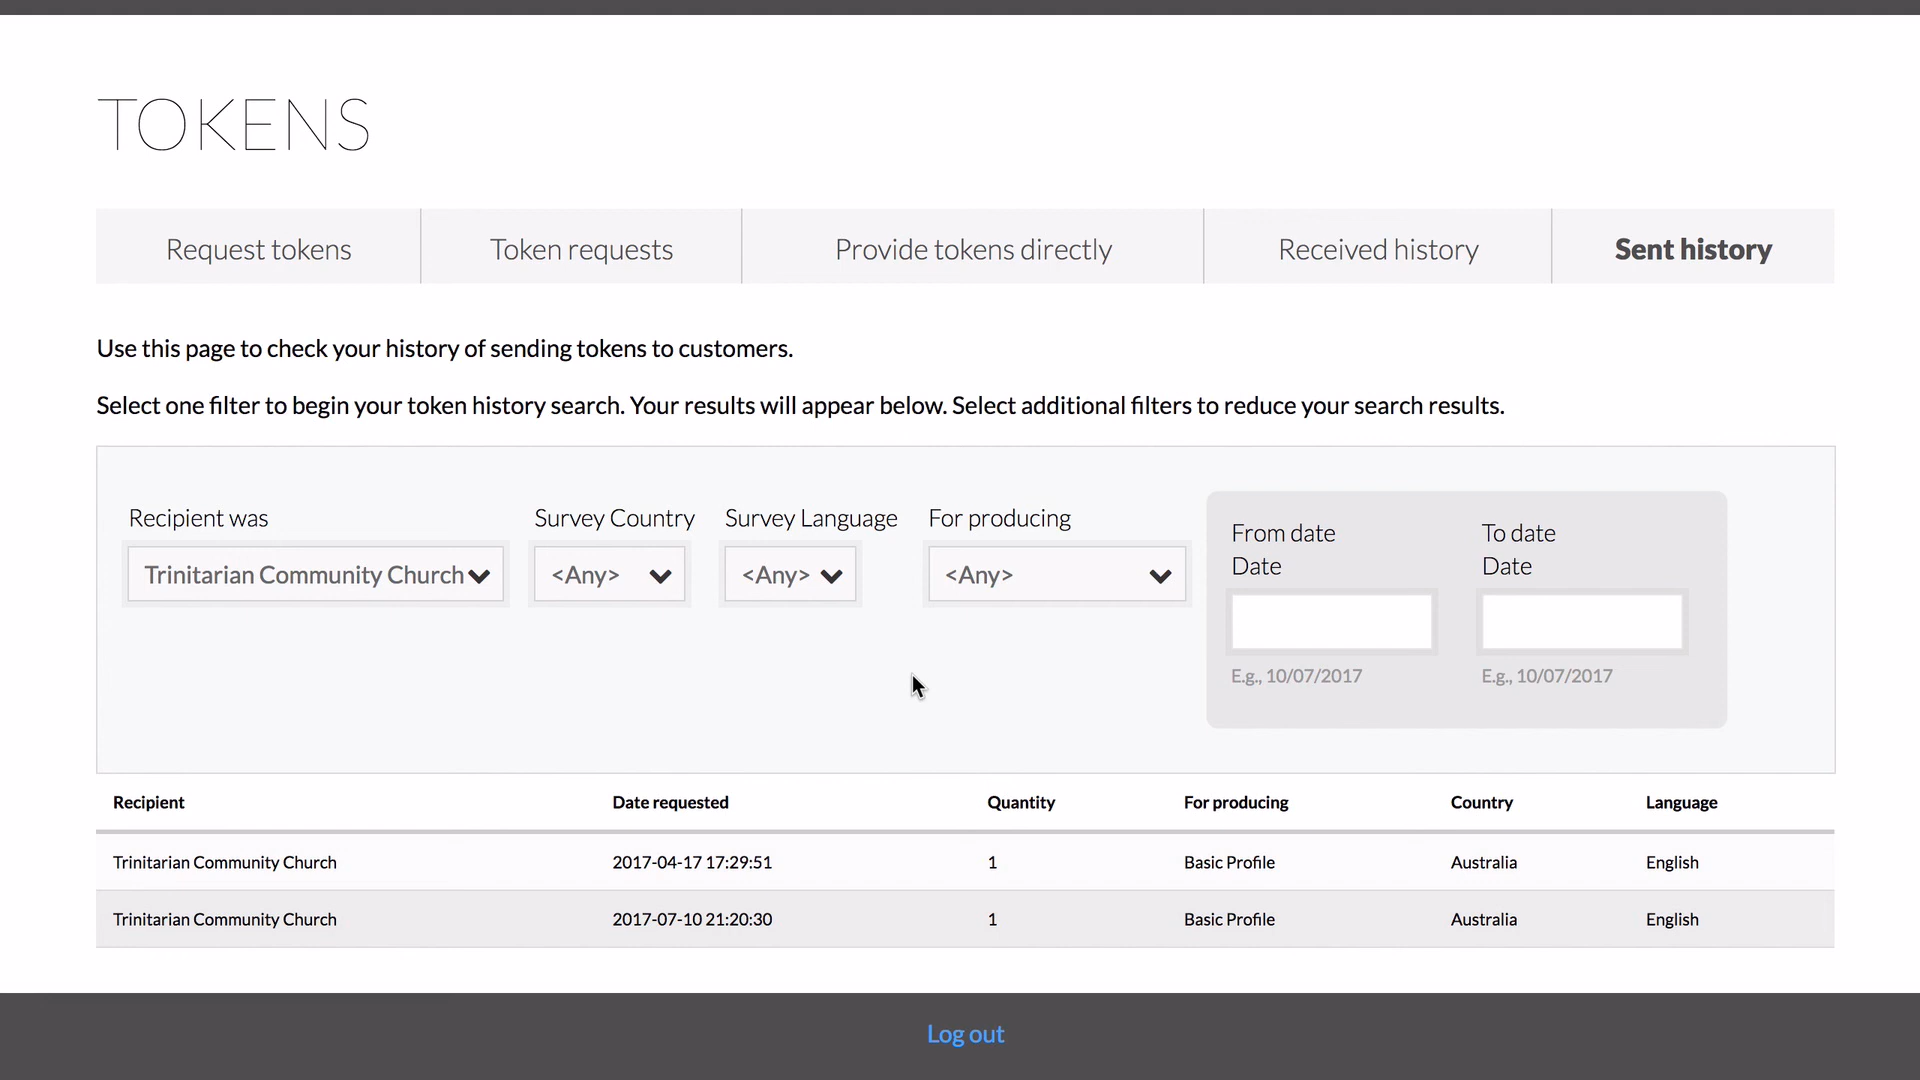 TOKENS
Request tokens
Token requests
Provide tokens directly
Received history
Sent history
Use this page to check your history of sending tokens to customers.
Select one filter to begin your token history search. Your results will appear below. Select additional filters to reduce your search results.
Recipient was
Survey Country
Survey Language
For producing
From date
To date
Date
Date
Trinitarian Community Church
<Any>
<Any>
<Any>
E.g., 10/07/2017
E.g., 10/07/2017
Recipient Date requested Quantity For producing Country Language
Trinitarian Community Church 2017-04-17 17:29:51 1 Basic Profile Australia English
Trinitarian Community Church 2017-07-10 21:20:30 1 Basic Profile Australia English
Log out